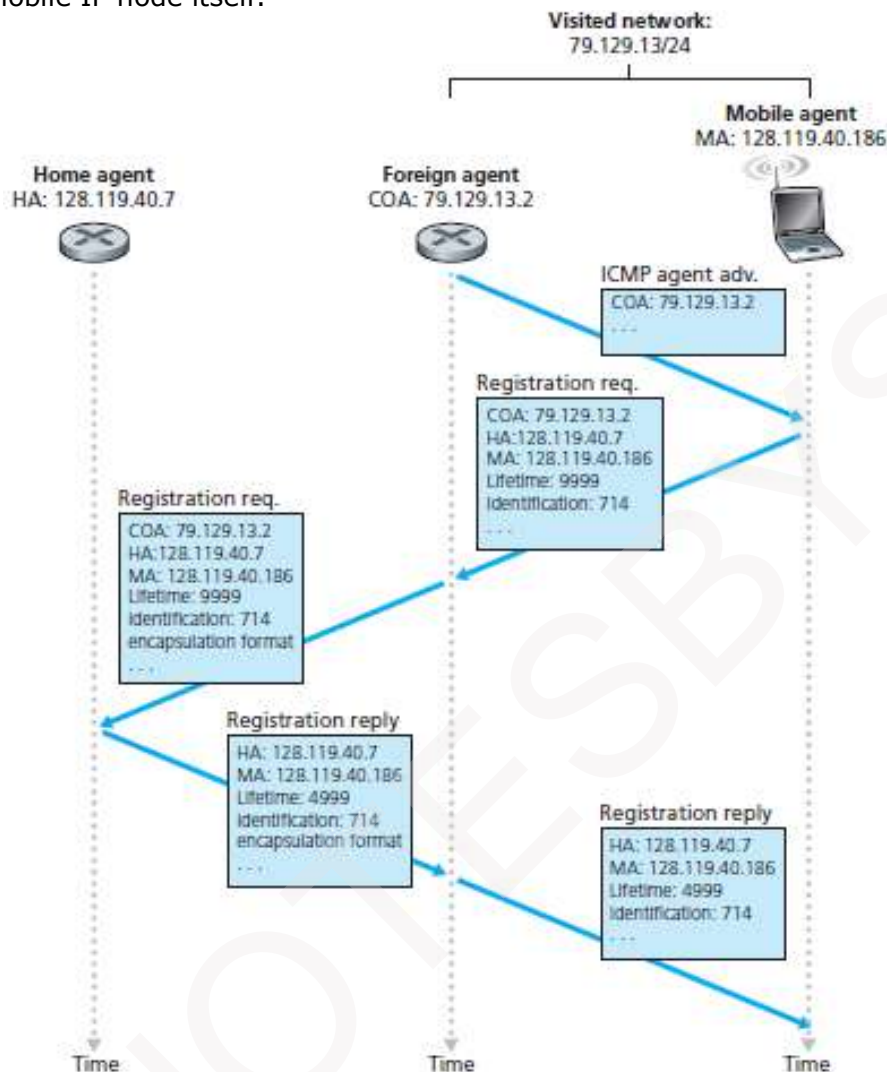 mobile IP node itself.
Visited network:
79.129.13/24
Mobile agent
MA: 128.119.40.186
Home agent
HA: 128.119.40.7
Foreign agent
COA: 79.129.13.2
ICMP agent adv.
COA: 79.129.13.2
. . .
Registration req.
COA: 79.129.13.2
HA:128.119.40.7
MA: 128.119.40.186
Lifetime: 9999
identification: 714
. . .
Registration req.
COA: 79.129.13.2
HA:128.119.40.7
MA: 128.119.40.186
Lifetime: 9999
identification: 714
encapsulation format
. . .
Registration reply
HA: 128.119.40.7
MA: 128.119.40.186
Lifetime: 4999
identification: 714
encapsulation format
. . .
Registration reply
HA: 128.119.40.7
MA: 128.119.40.186
Lifetime: 4999
identification: 714
. . .
Time
Time
Time
OTESBYS